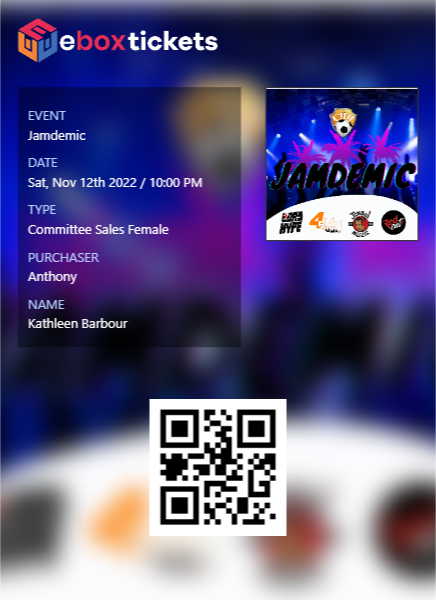 eboxtickets
EVENT
Jamdemic
DATE
Sat, Nov 12th 2022 / 10:00 PM
TYPE
Committee Sales Female
PURCHASER
Anthony
NAME
Kathleen Barbour
JAMDEMIC